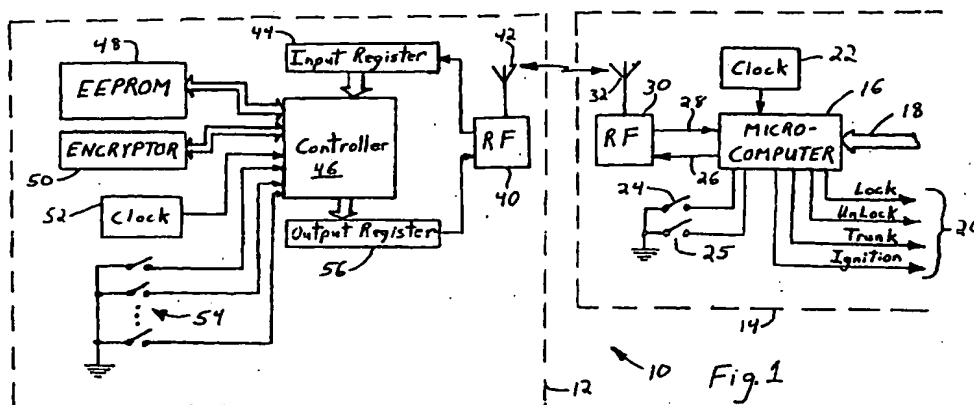 48
EEPROM
ENCRYPTOR
50
52
Clock
54
44
Input Register
Controller
46
Output Register
56
42
RF
40
12
32
30
RF
28
26
Clock
22
16
MICRO-
COMPUTER
18
24
25
Lock
UnLock
Trunk
Ignition
20
14
10
Fig. 1